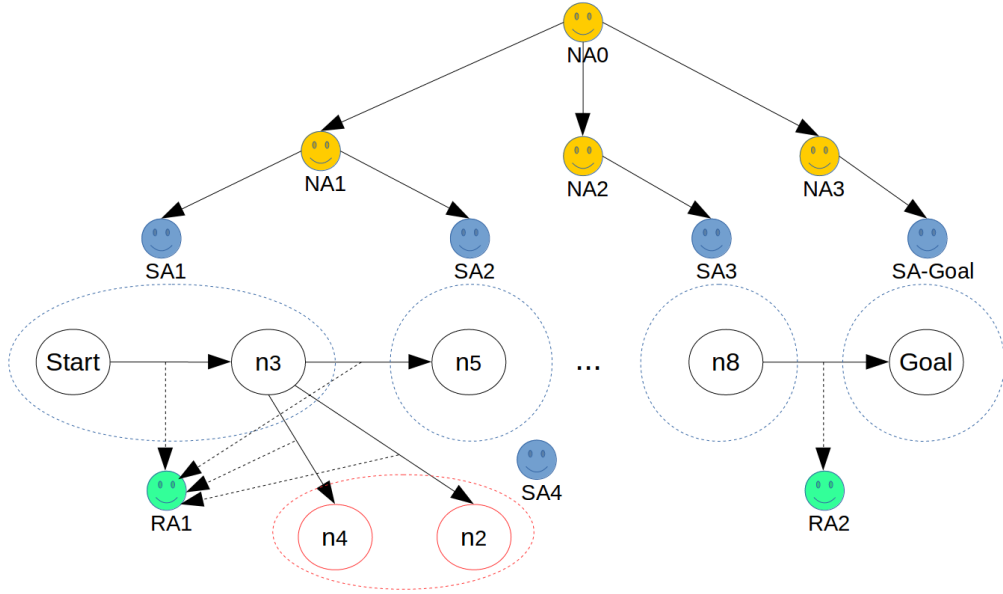 NA0
NA1
NA2
NA3
SA1
SA2
SA3
SA-Goal
Start
n3
n5
...
n8
Goal
SA4
RA1
RA2
n4
n2